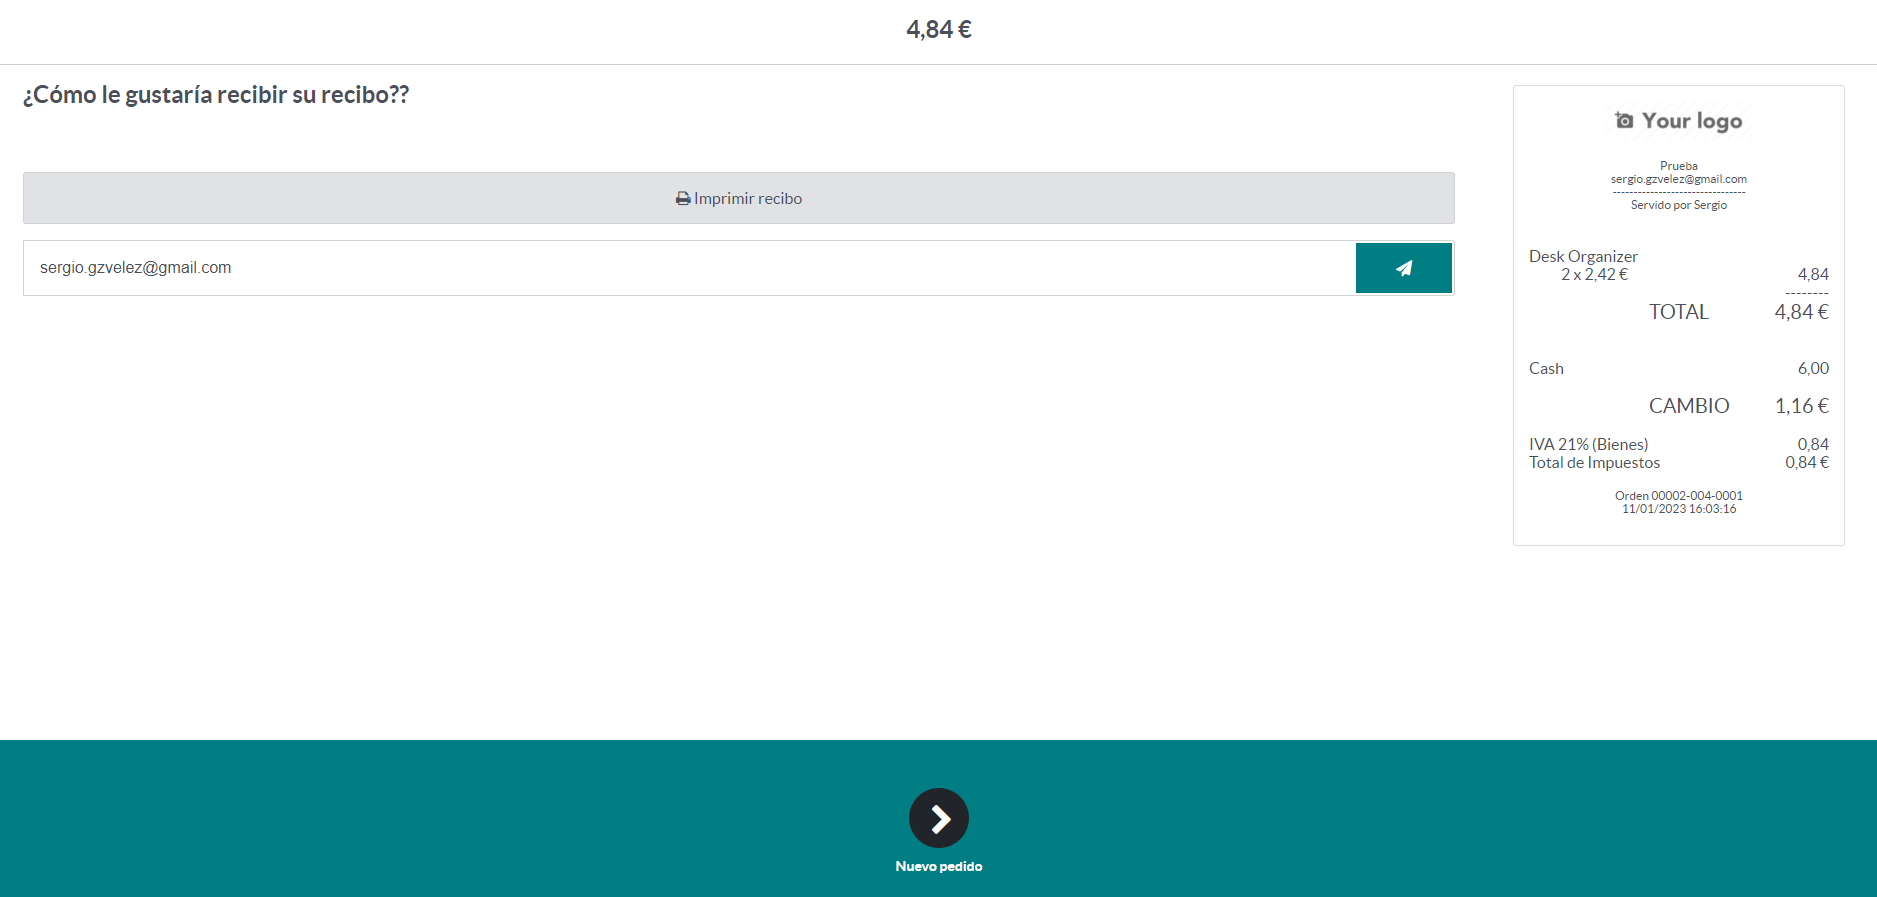 4,84 €
¿Cómo le gustaría recibir su recibo??
Imprimir recibo
sergio.gzvelez@gmail.com
Your logo
Prueba
sergio.gzvelez@gmail.com
--------------------------------
Servido por Sergio
Desk Organizer
2 x 2,42 € 4,84
--------
TOTAL 4,84 €
Cash 6,00
CAMBIO 1,16 €
IVA 21% (Bienes) 0,84
Total de Impuestos 0,84 €
Orden 00002-004-0001
11/01/2023 16:03:16
Nuevo pedido